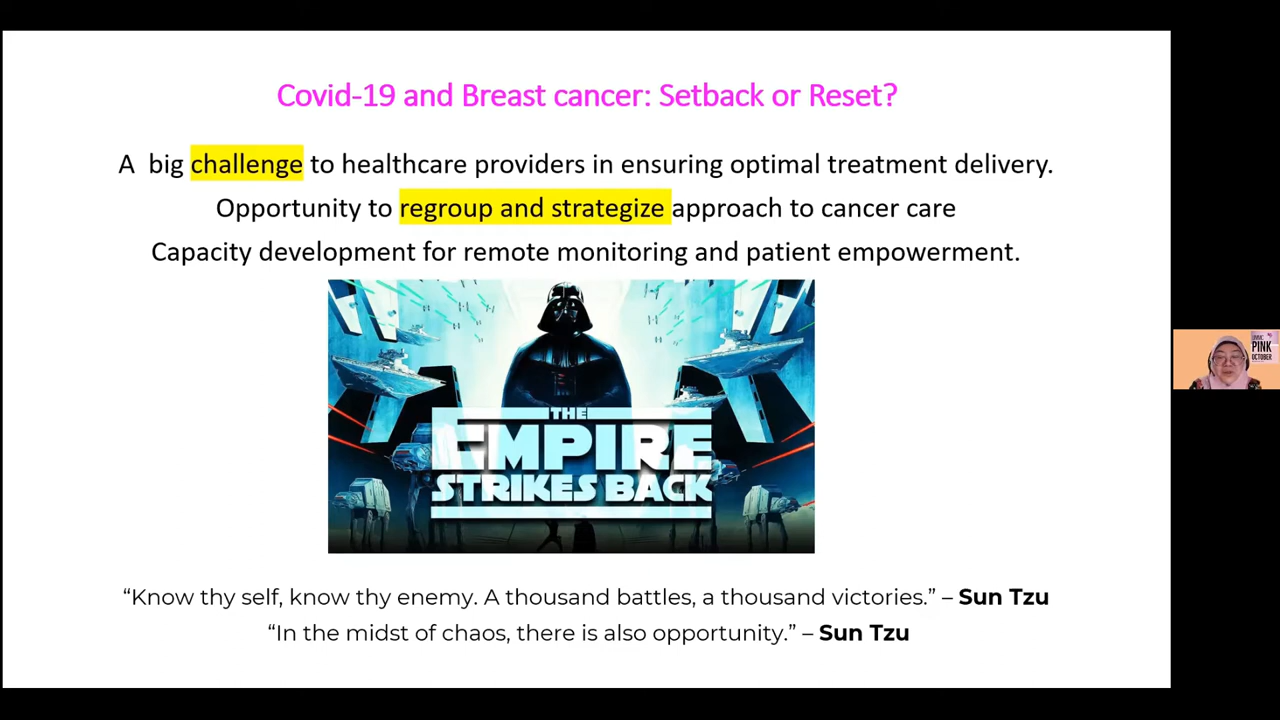 Covid-19 and Breast cancer: Setback or Reset?
A big challenge to healthcare providers in ensuring optimal treatment delivery.
Opportunity to regroup and strategize approach to cancer care
Capacity development for remote monitoring and patient empowerment.
THE
EMPIRE
STRIKES BACK
“Know thy self, know thy enemy. A thousand battles, a thousand victories.” – Sun Tzu
“In the midst of chaos, there is also opportunity.” – Sun Tzu
PINK
OCTOBER